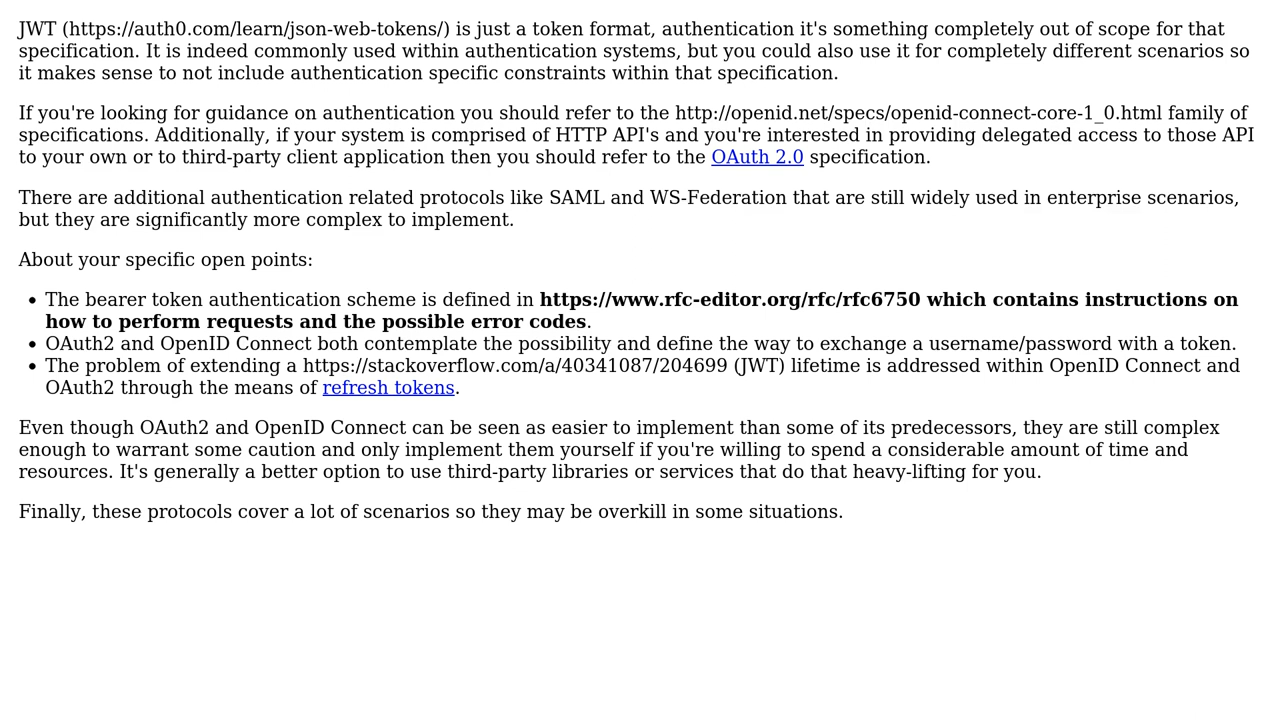 JWT (https://auth0.com/learn/json-web-tokens/) is just a token format, authentication it's something completely out of scope for that
specification. It is indeed commonly used within authentication systems, but you could also use it for completely different scenarios so
it makes sense to not include authentication specific constraints within that specification.
If you're looking for guidance on authentication you should refer to the http://openid.net/specs/openid-connect-core-1_0.html family of
specifications. Additionally, if your system is comprised of HTTP API's and you're interested in providing delegated access to those API
to your own or to third-party client application then you should refer to the OAuth 2.0 specification.
There are additional authentication related protocols like SAML and WS-Federation that are still widely used in enterprise scenarios,
but they are significantly more complex to implement.
About your specific open points:
• The bearer token authentication scheme is defined in https://www.rfc-editor.org/rfc/rfc6750 which contains instructions on
how to perform requests and the possible error codes.
• OAuth2 and OpenID Connect both contemplate the possibility and define the way to exchange a username/password with a token.
• The problem of extending a https://stackoverflow.com/a/40341087/204699 (JWT) lifetime is addressed within OpenID Connect and
OAuth2 through the means of refresh tokens.
Even though OAuth2 and OpenID Connect can be seen as easier to implement than some of its predecessors, they are still complex
enough to warrant some caution and only implement them yourself if you're willing to spend a considerable amount of time and
resources. It's generally a better option to use third-party libraries or services that do that heavy-lifting for you.
Finally, these protocols cover a lot of scenarios so they may be overkill in some situations.